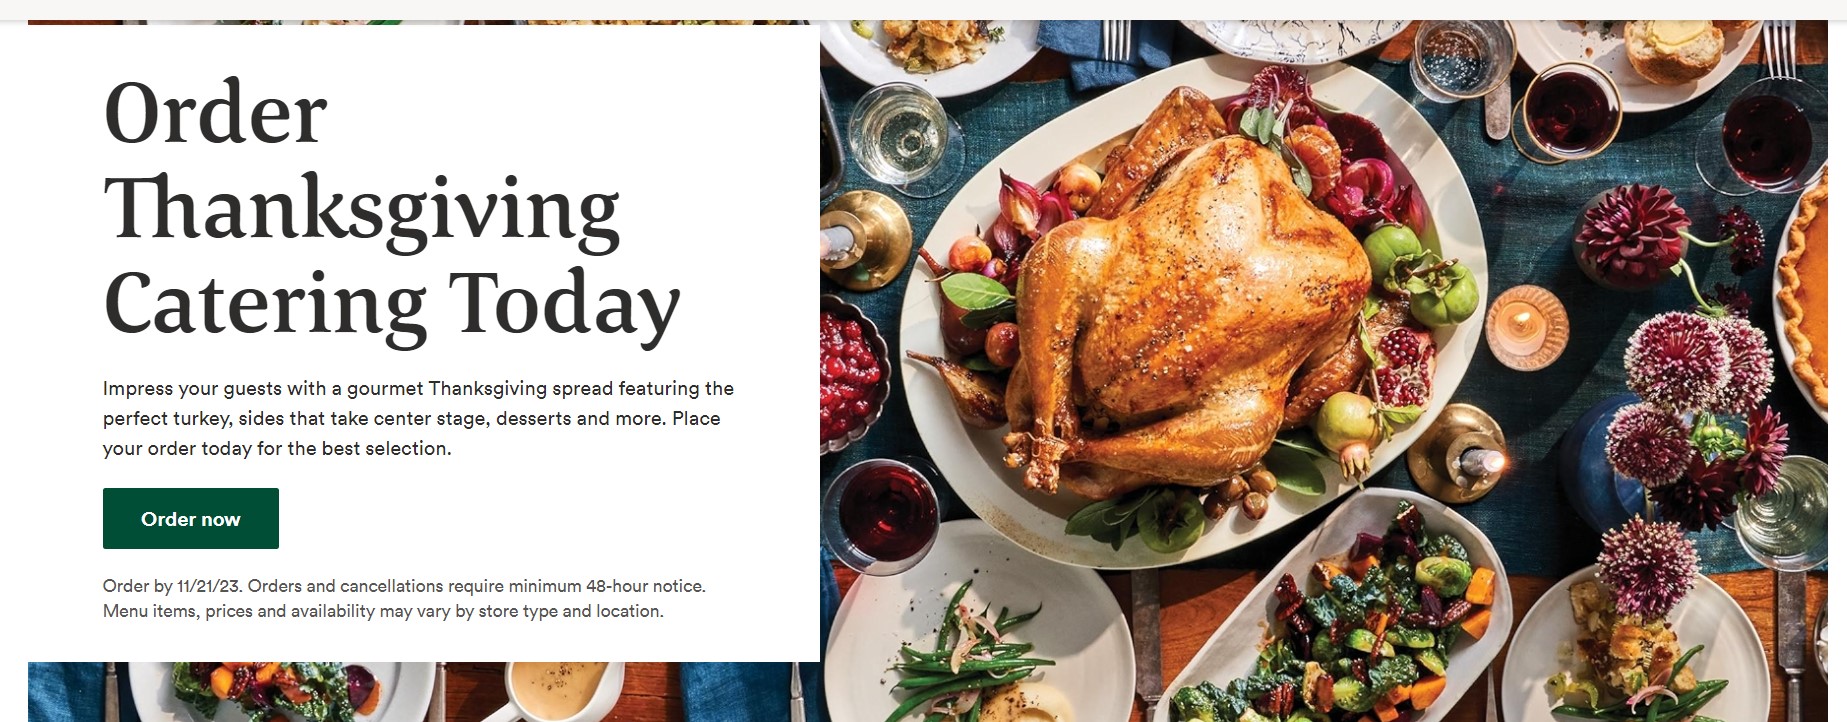 Order
Thanksgiving
Catering Today
Impress your guests with a gourmet Thanksgiving spread featuring the
perfect turkey, sides that take center stage, desserts and more. Place
your order today for the best selection.
Order now
Order by 11/21/23. Orders and cancellations require minimum 48-hour notice.
Menu items, prices and availability may vary by store type and location.